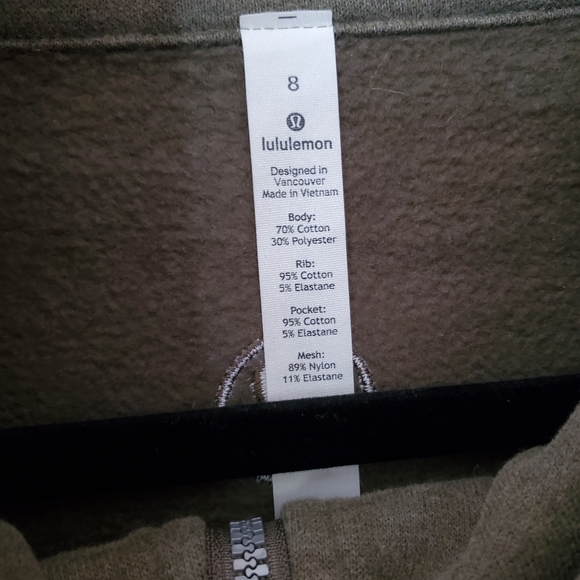 8
lululemon
Designed in
Vancouver
Made in Vietnam
Body:
70% Cotton
30% Polyester
Rib:
95% Cotton
5% Elastane
Pocket:
95% Cotton
5% Elastane
Mesh:
89% Nylon
11% Elastane